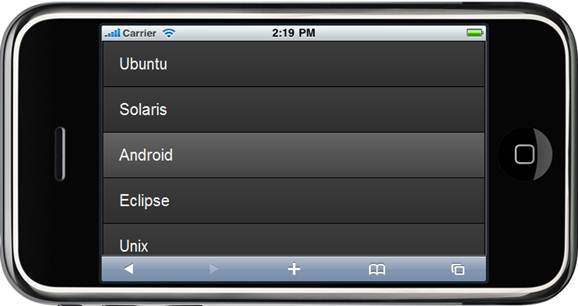 Carrier 2:19 PM
Ubuntu
Solaris
Android
Eclipse
Unix